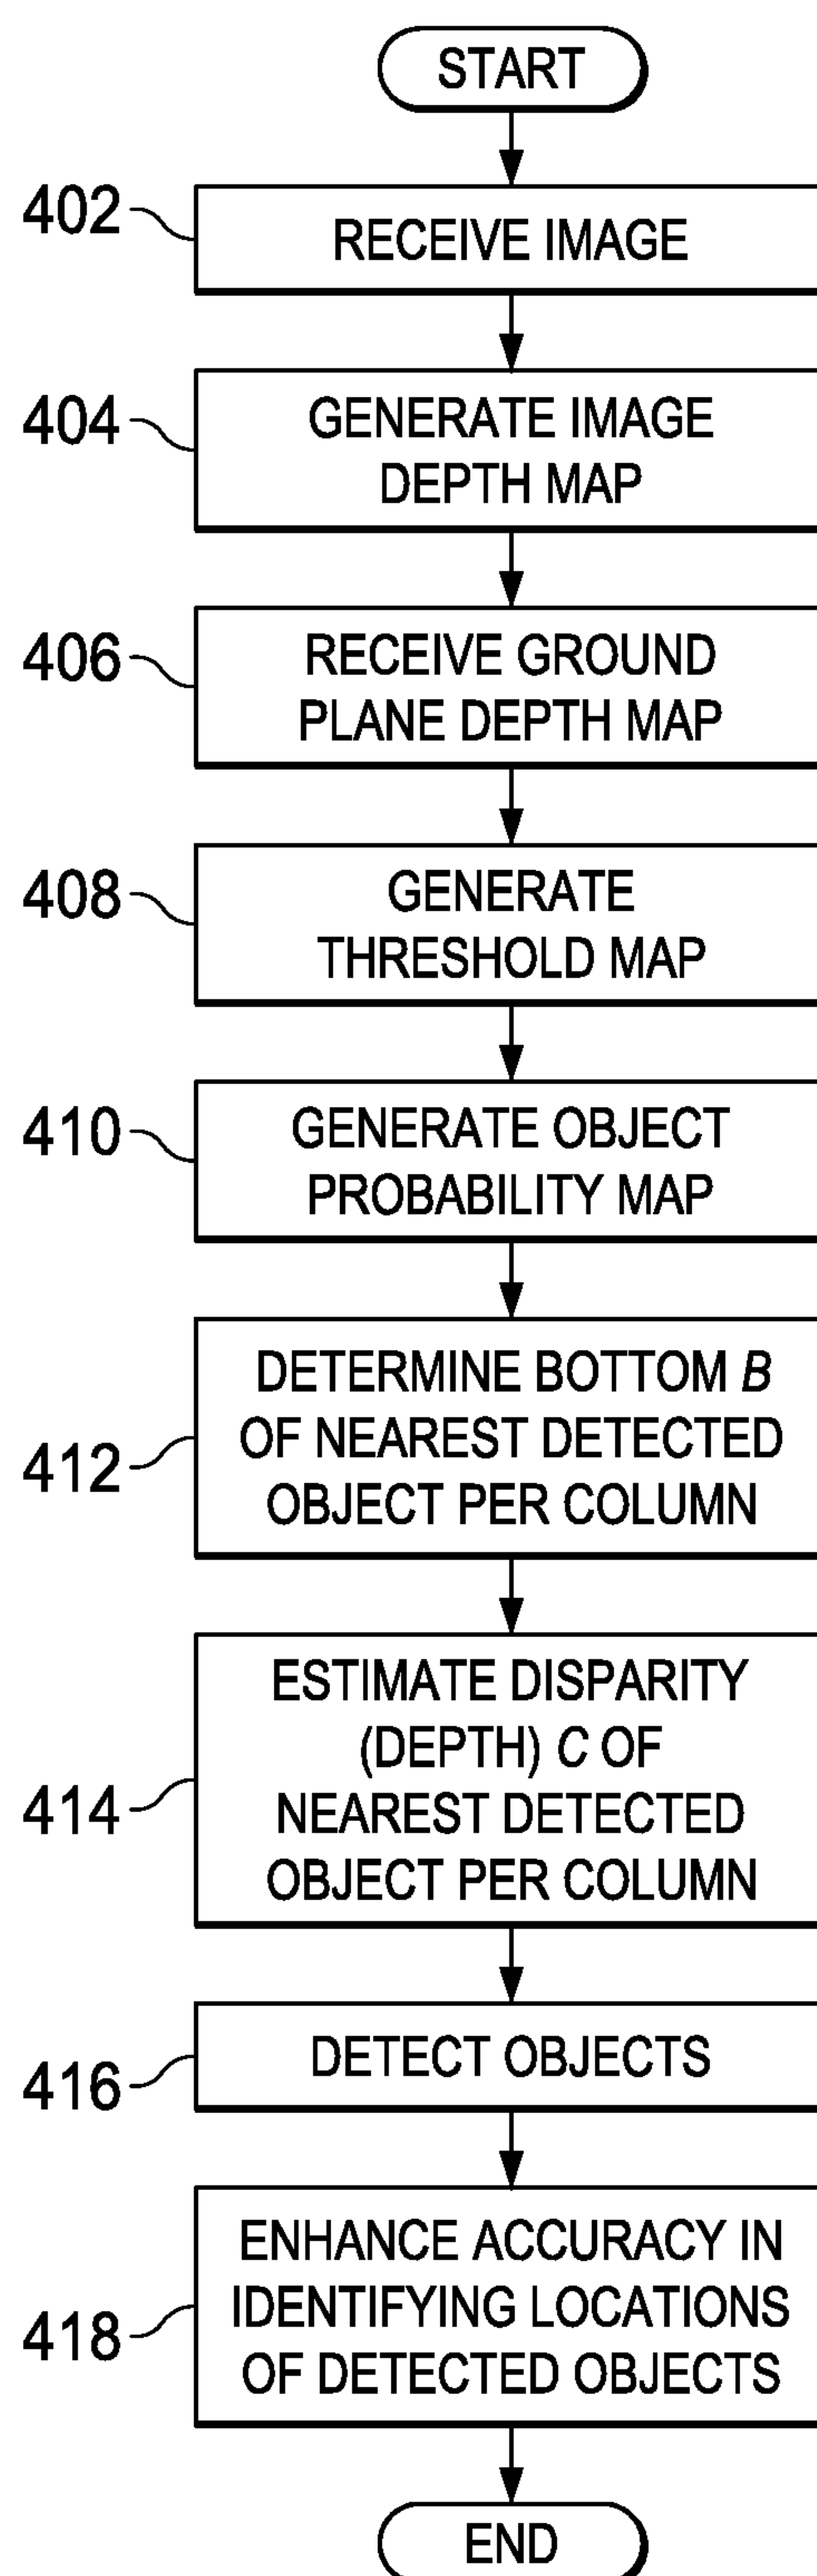 START
402
RECEIVE IMAGE
404
GENERATE IMAGE
DEPTH MAP
406
RECEIVE GROUND
PLANE DEPTH MAP
408
GENERATE
THRESHOLD MAP
410
GENERATE OBJECT
PROBABILITY MAP
412
DETERMINE BOTTOM B
OF NEAREST DETECTED
OBJECT PER COLUMN
414
ESTIMATE DISPARITY
(DEPTH) C OF
NEAREST DETECTED
OBJECT PER COLUMN
416
DETECT OBJECTS
418
ENHANCE ACCURACY IN
IDENTIFYING LOCATIONS
OF DETECTED OBJECTS
END